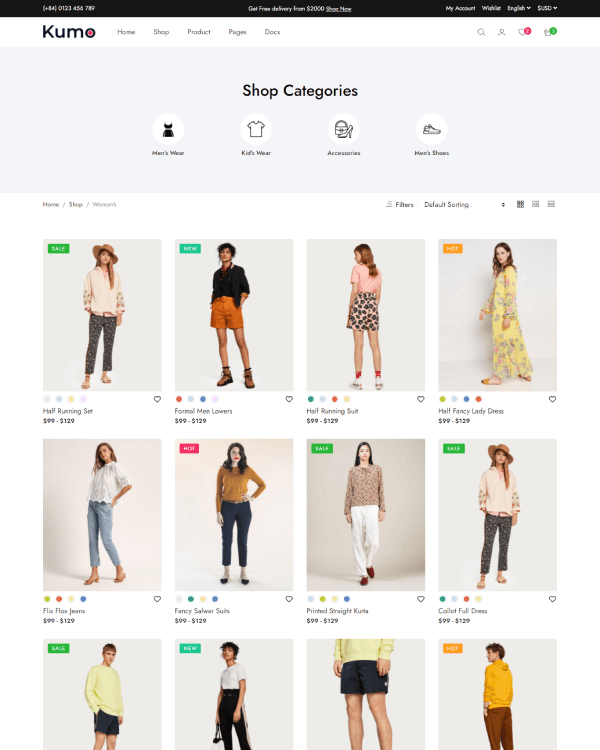 (+84) 0123 456 789
Get Free delivery from $2000 Shop Now
My Account Wishlist English $USD
Kumo
Home Shop Product Pages Docs
2
3
Shop Categories
Men's Wear
Kid's Wear
Accessories
Men's Shoes
Home / Shop / Women's
Filters
Default Sorting
SALE
NEW
HOT
Half Running Set
Formal Men Lowers
Half Running Suit
Half Fancy Lady Dress
$99 - $129
$99 - $129
$99 - $129
$99 - $129
HOT
SALE
SALE
Flix Flox Jeans
Fancy Salwar Suits
Printed Straight Kurta
Collot Full Dress
$99 - $129
$99 - $129
$99 - $129
$99 - $129
SALE
NEW
HOT